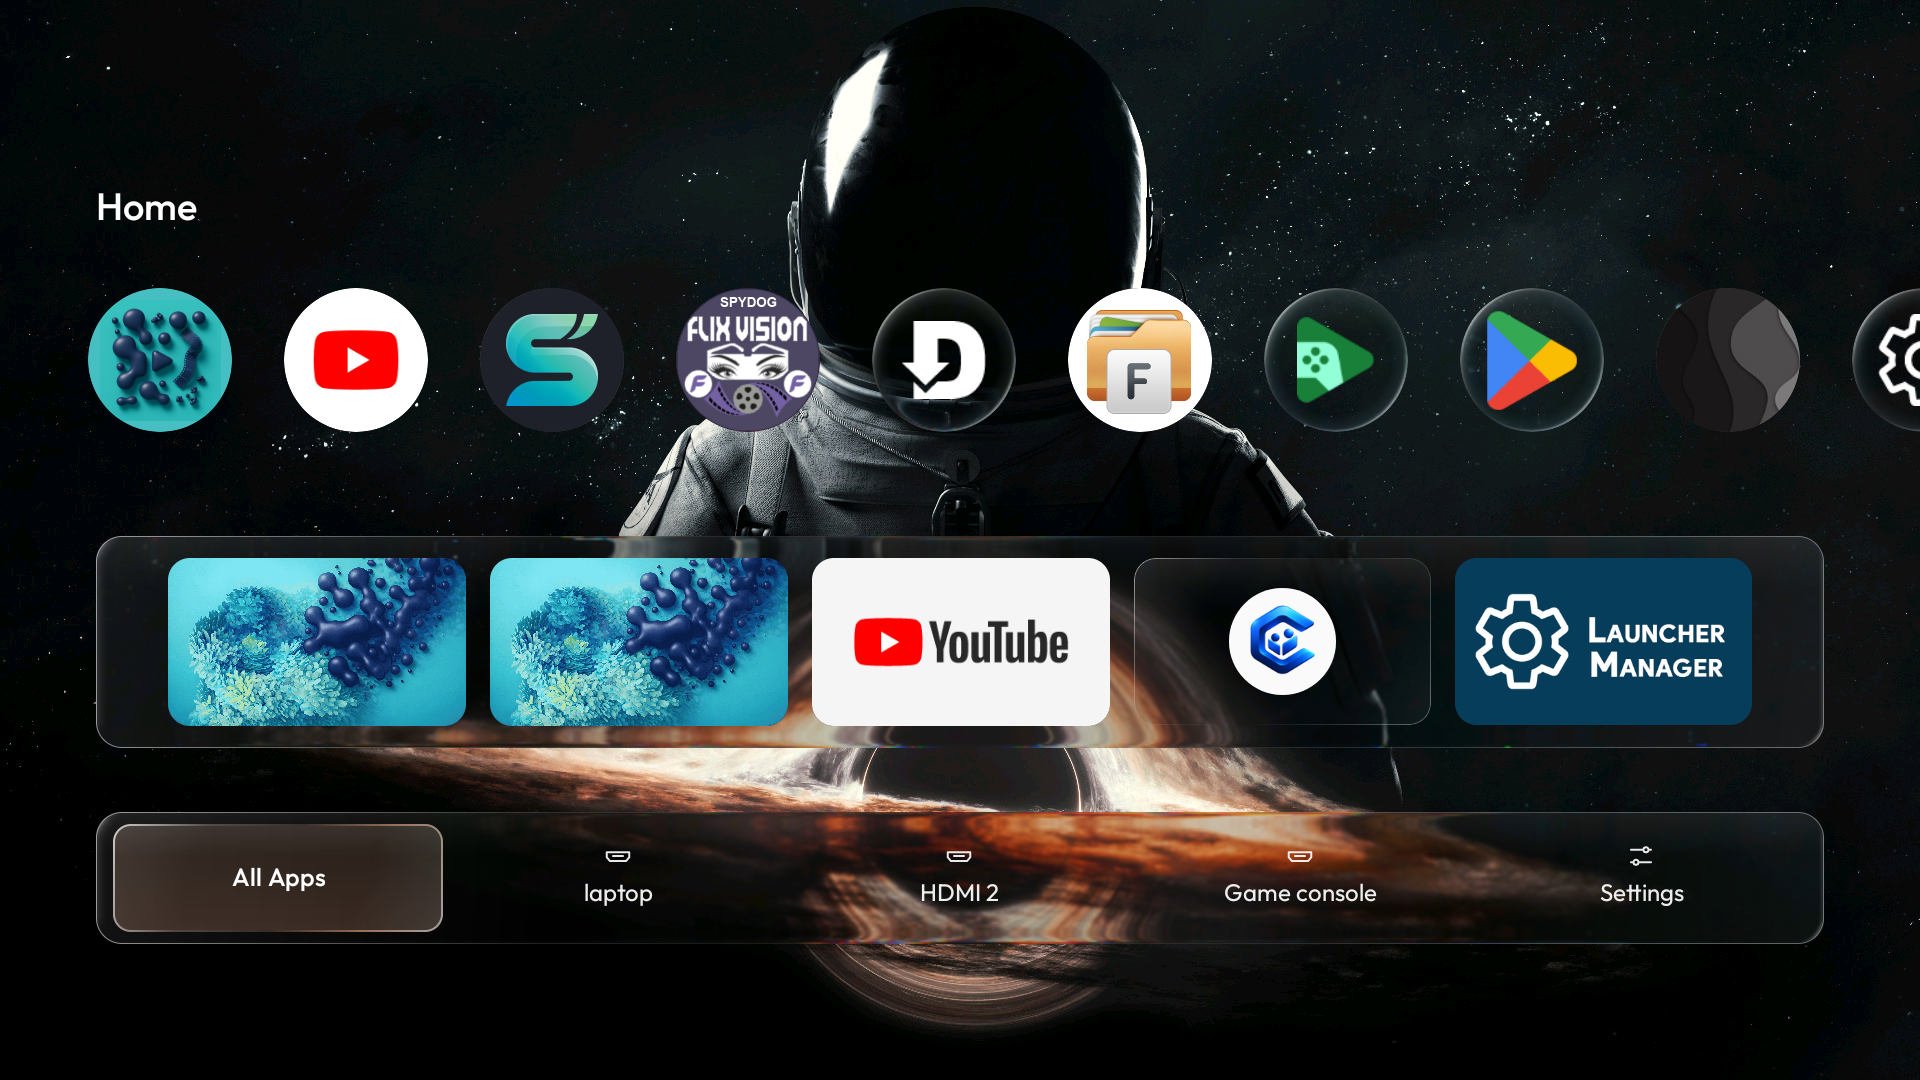 Home
SPYDOG
FLIX VISION
F
F
D
F
YouTube
LAUNCHER
MANAGER
All Apps
laptop
HDMI 2
Game console
Settings